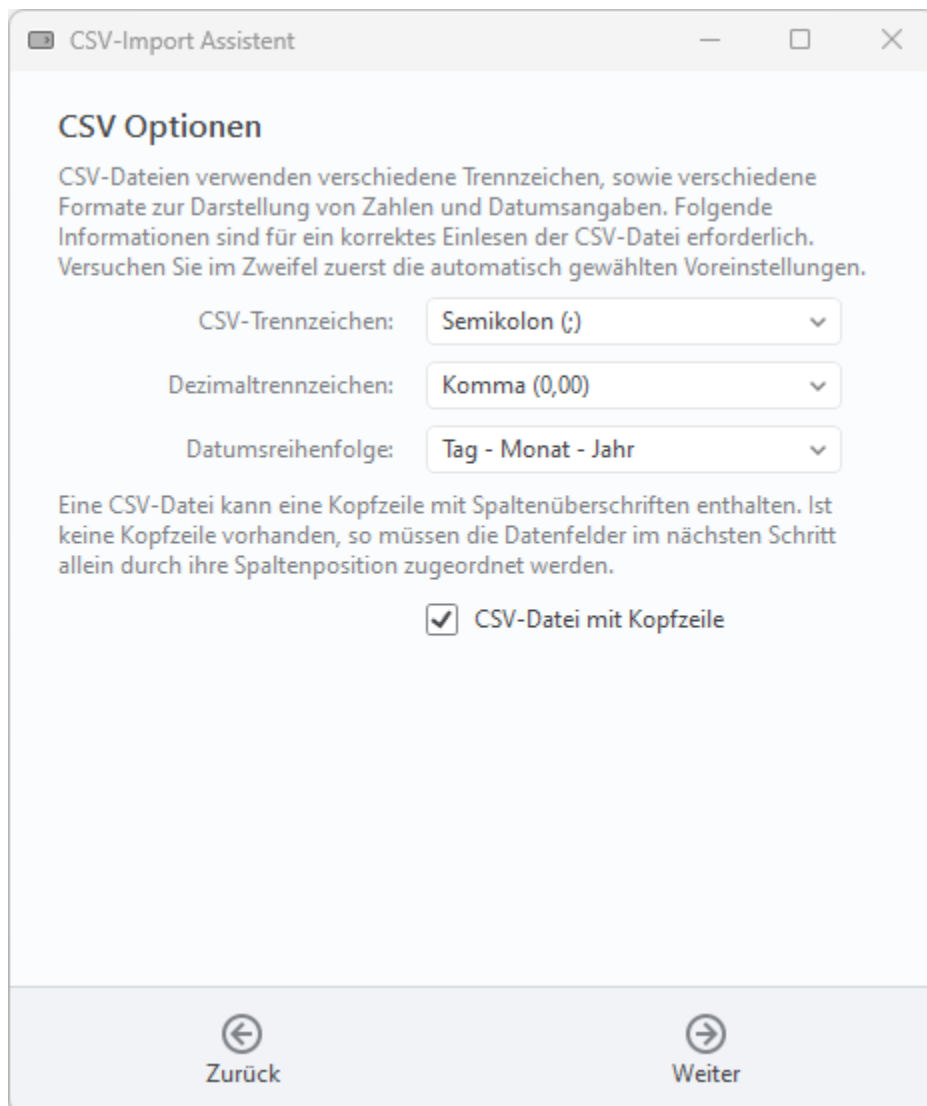 CSV-Import Assistent
CSV Optionen
CSV-Dateien verwenden verschiedene Trennzeichen, sowie verschiedene
Formate zur Darstellung von Zahlen und Datumsangaben. Folgende
Informationen sind für ein korrektes Einlesen der CSV-Datei erforderlich.
Versuchen Sie im Zweifel zuerst die automatisch gewählten Voreinstellungen.
CSV-Trennzeichen: Semikolon (;)
Dezimaltrennzeichen: Komma (0,00)
Datumsreihenfolge: Tag - Monat - Jahr
Eine CSV-Datei kann eine Kopfzeile mit Spaltenüberschriften enthalten. Ist
keine Kopfzeile vorhanden, so müssen die Datenfelder im nächsten Schritt
allein durch ihre Spaltenposition zugeordnet werden.
CSV-Datei mit Kopfzeile
Zurück Weiter